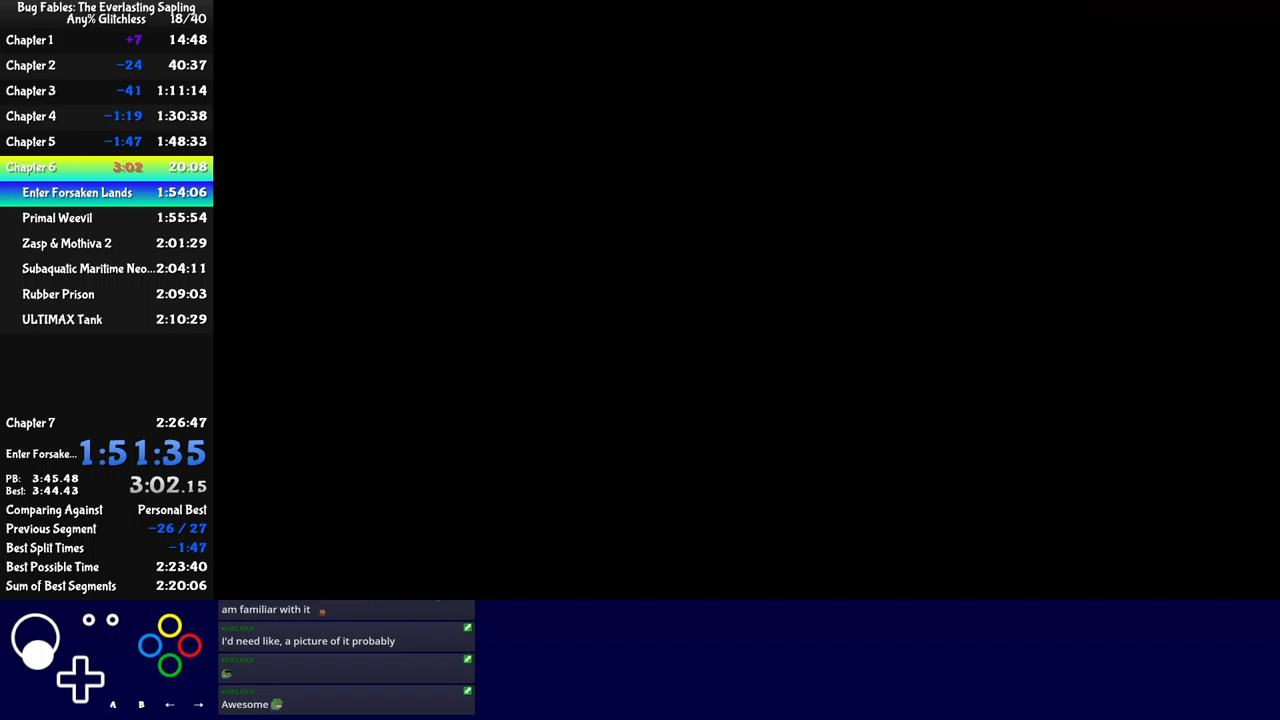 Bug Fables: The Everlasting Sapling
Any% Glitchless 18/40
Chapter 1 +7 14:48
Chapter 2 -24 40:37
Chapter 3 -41 1:11:14
Chapter 4 -1:19 1:30:38
Chapter 5 -1:47 1:48:33
Chapter 6 3:02 20:08
Enter Forsaken Lands 1:54:06
Primal Weevil 1:55:54
Zasp & Mothiva 2 2:01:29
Subaquatic Maritime Neo... 2:04:11
Rubber Prison 2:09:03
ULTIMAX Tank 2:10:29
Chapter 7 2:26:47
Enter Forsake... 1:51:35
PB: 3:45.48
Best: 3:44.43
3:02.15
Comparing Against Personal Best
Previous Segment -26 / 27
Best Split Times -1:47
Best Possible Time 2:23:40
Sum of Best Segments 2:20:06
A B ← →
am familiar with it
KUBILIOUS
I'd need like, a picture of it probably
KUBILIOUS
KUBILIOUS
Awesome